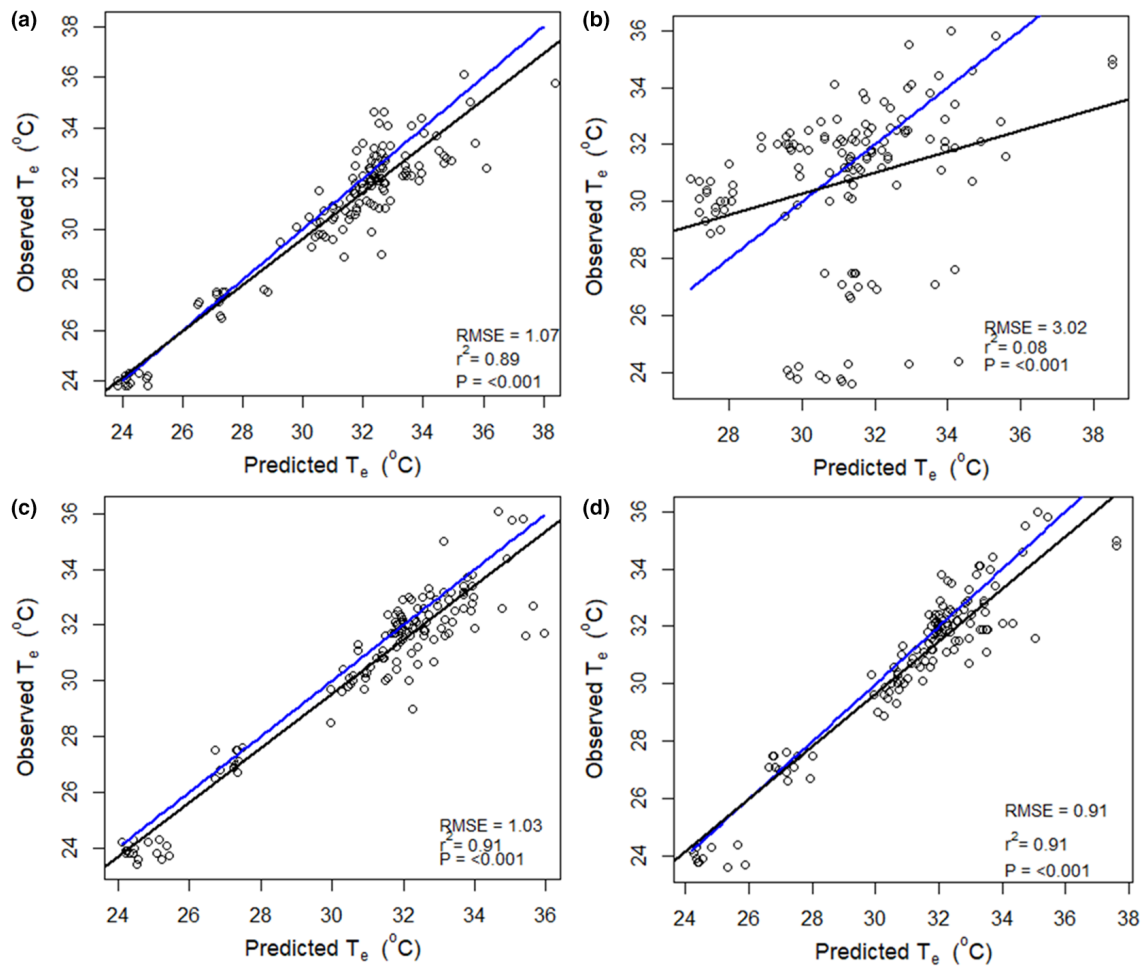 (a)
38
36
34
32
30
28
26
24
Observed Te (°C)
RMSE = 1.07
r2= 0.89
P = <0.001
24 26 28 30 32 34 36 38
Predicted Te (°C)
(b)
36
34
32
30
28
26
24
Observed Te (°C)
RMSE = 3.02
r2= 0.08
P = <0.001
28 30 32 34 36 38
Predicted Te (°C)
(c)
36
34
32
30
28
26
24
Observed Te (°C)
RMSE = 1.03
r2= 0.91
P = <0.001
24 26 28 30 32 34 36
Predicted Te (°C)
(d)
36
34
32
30
28
26
24
Observed Te (°C)
RMSE = 0.91
r2= 0.91
P = <0.001
24 26 28 30 32 34 36 38
Predicted Te (°C)